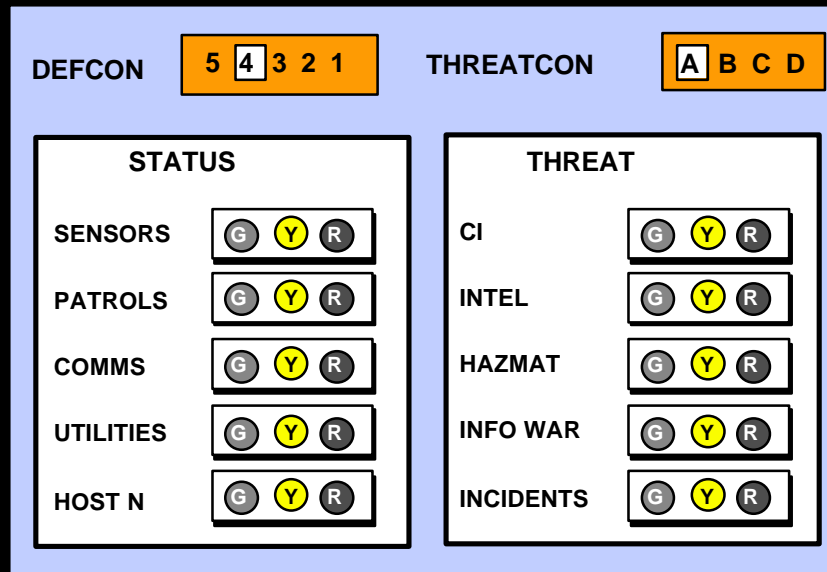 DEFCON 5 4 3 2 1 THREATCON A B C D
STATUS THREAT
SENSORS G Y R CI G Y R
PATROLS G Y R INTEL G Y R
COMMS G Y R HAZMAT G Y R
UTILITIES G Y R INFO WAR G Y R
HOST N G Y R INCIDENTS G Y R